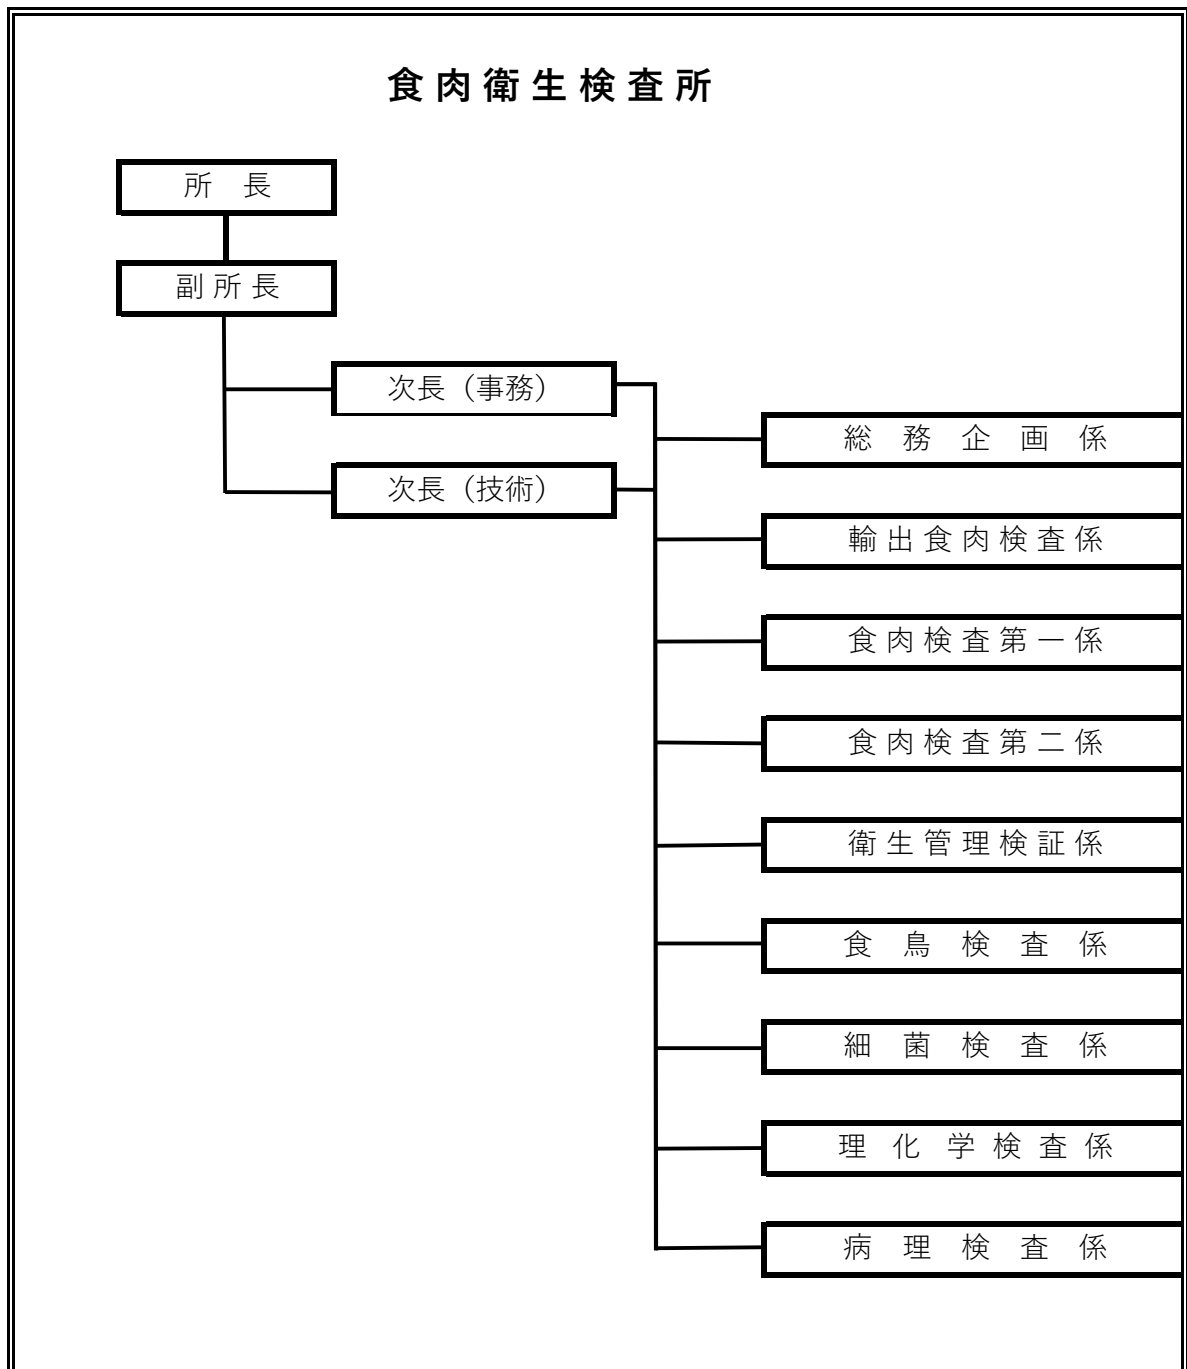 食肉衛生検査所
所長
副所長
次長（事務）
総務企画係
次長（技術）
輸出食肉検査係
食肉検査第一係
食肉検査第二係
衛生管理検証係
食鳥検査係
細菌検査係
理化学検査係
病理検査係